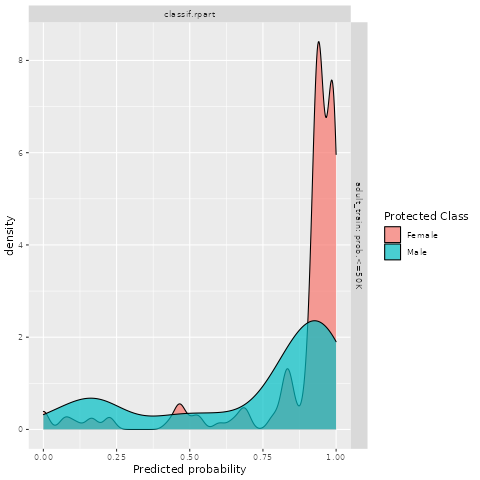 classif.rpart
8
6
4
2
0
density
0.00
0.25
0.50
0.75
1.00
Predicted probability
adult_train: prob.<=50K
Protected Class
Female
Male